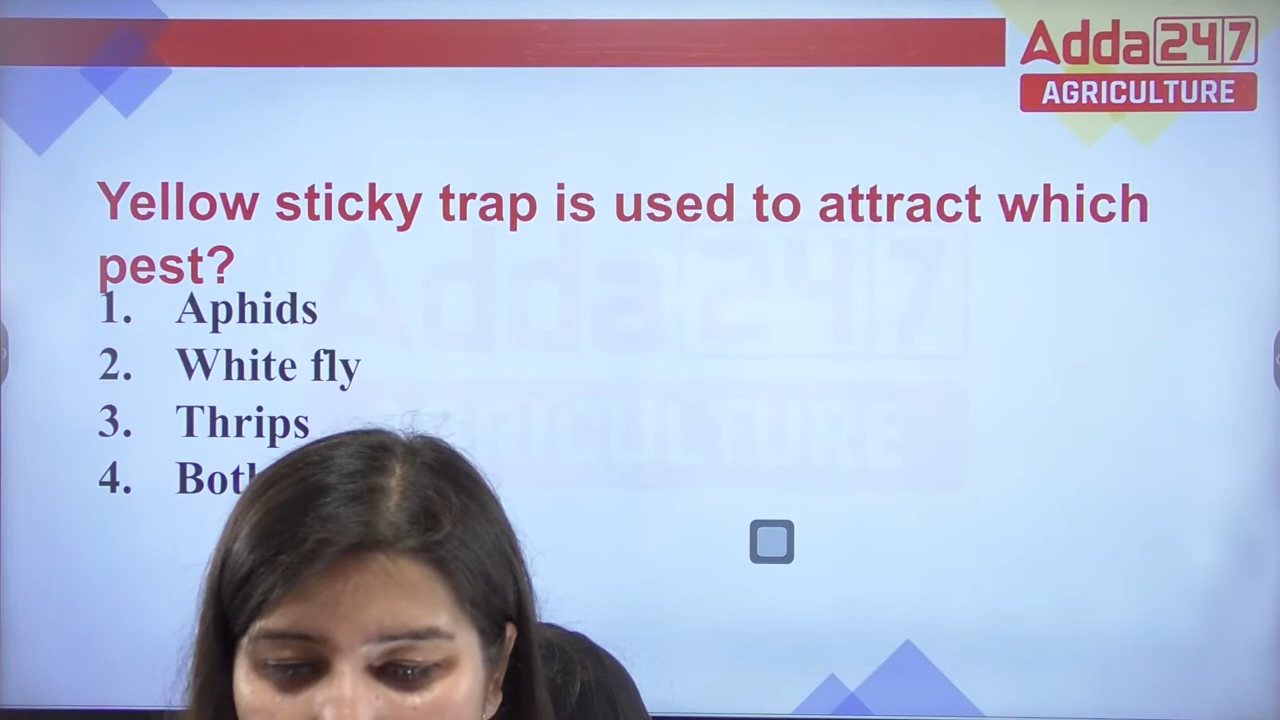 Adda247
AGRICULTURE
Yellow sticky trap is used to attract which
pest?
1. Aphids
2. White fly
3. Thrips
4.